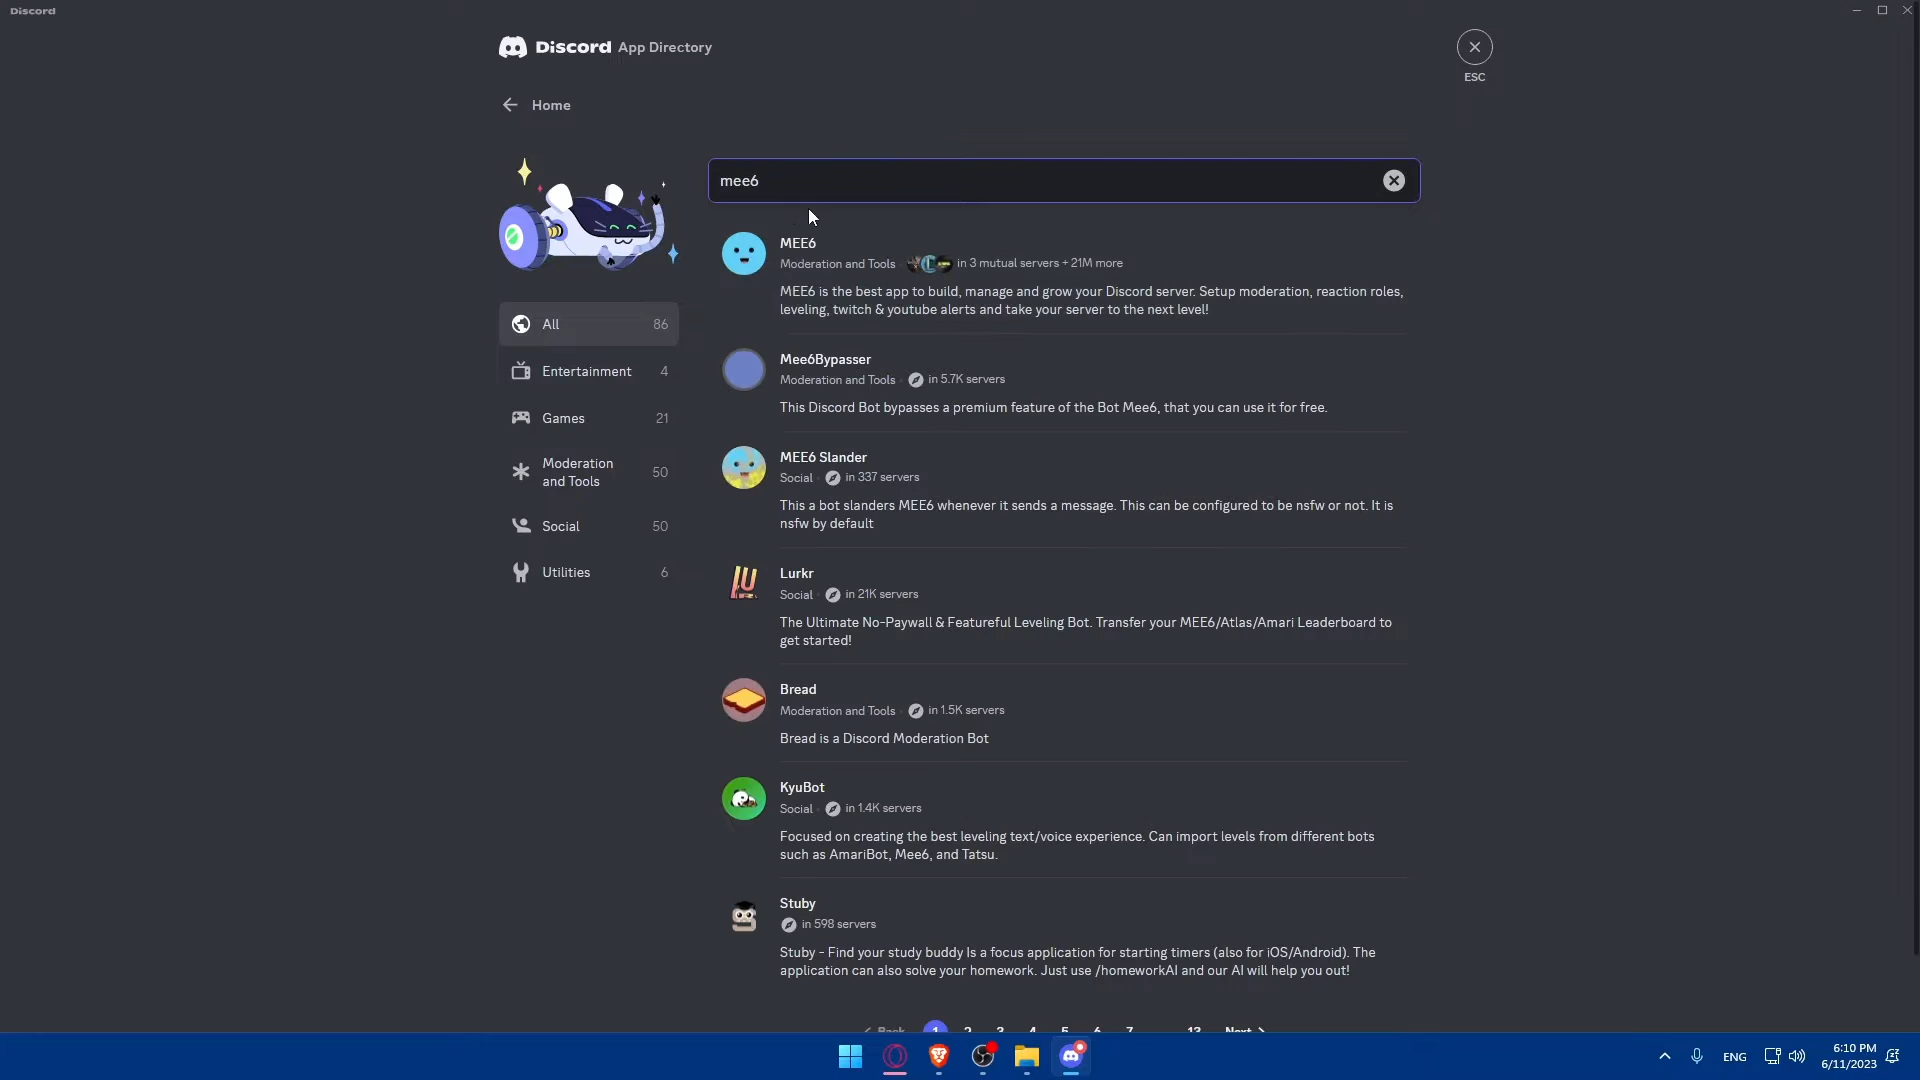 Discord
Discord App Directory
ESC
Home
mee6
MEE6
Moderation and Tools
in 3 mutual servers + 21M more
MEE6 is the best app to build, manage and grow your Discord server. Setup moderation, reaction roles,
leveling, twitch & youtube alerts and take your server to the next level!
All 86
Entertainment 4
Games 21
Moderation
and Tools 50
Social 50
Utilities 6
Mee6Bypasser
Moderation and Tools
in 5.7K servers
This Discord Bot bypasses a premium feature of the Bot Mee6, that you can use it for free.
MEE6 Slander
Social
in 337 servers
This a bot slanders MEE6 whenever it sends a message. This can be configured to be nsfw or not. It is
nsfw by default
Lurkr
Social
in 21K servers
The Ultimate No-Paywall & Featureful Leveling Bot. Transfer your MEE6/Atlas/Amari Leaderboard to
get started!
Bread
Moderation and Tools
in 1.5K servers
Bread is a Discord Moderation Bot
KyuBot
Social
in 1.4K servers
Focused on creating the best leveling text/voice experience. Can import levels from different bots
such as AmariBot, Mee6, and Tatsu.
Stuby
in 598 servers
Stuby - Find your study buddy Is a focus application for starting timers (also for iOS/Android). The
application can also solve your homework. Just use /homeworkAI and our AI will help you out!
Back 1 2 3 4 5 6 7 ... 13 Next
ENG
6:10 PM
6/11/2023